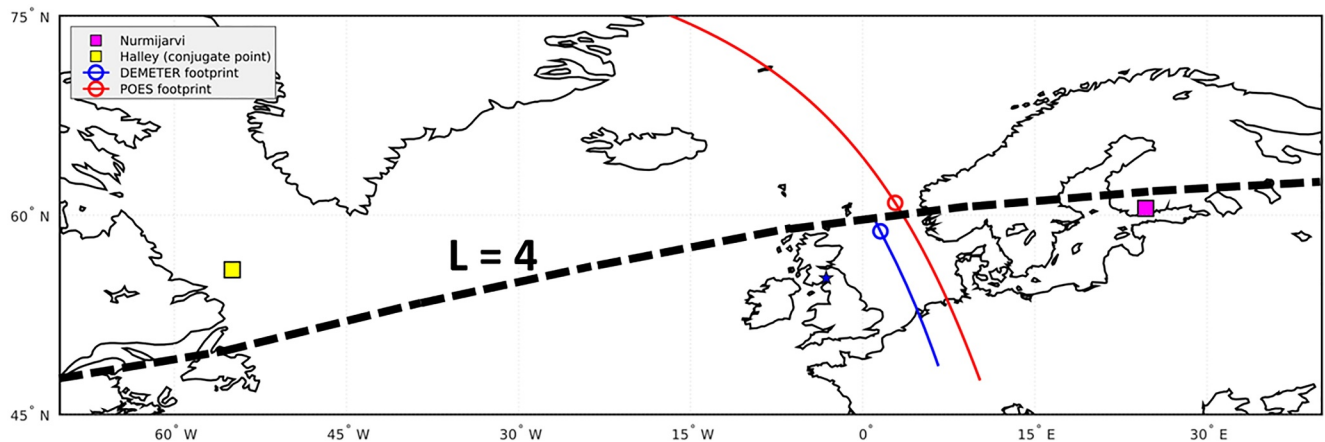 75° N
Nurmijarvi
Halley (conjugate point)
DEMETER footprint
POES footprint
60° N
L = 4
45° N
60° W 45° W 30° W 15° W 0° 15° E 30° E